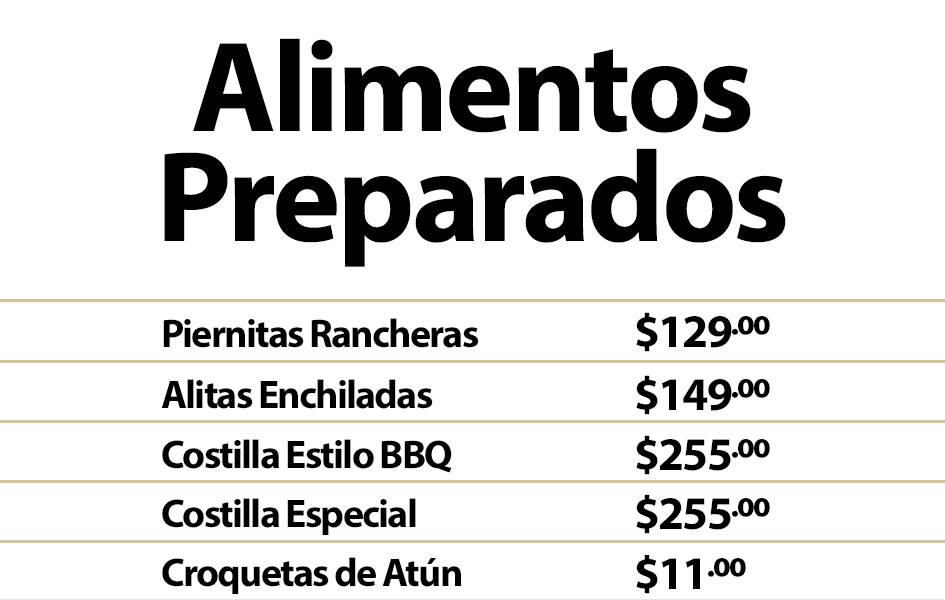 Alimentos
Preparados
Piernitas Rancheras $129.00
Alitas Enchiladas $149.00
Costilla Estilo BBQ $255.00
Costilla Especial $255.00
Croquetas de Atún $11.00